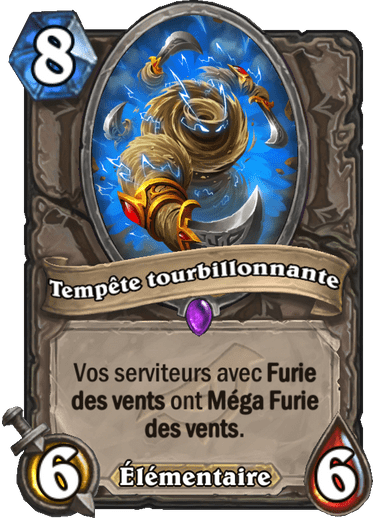 8
Tempête tourbillonnante
Vos serviteurs avec Furie
des vents ont Méga Furie
des vents.
6
Élémentaire
6